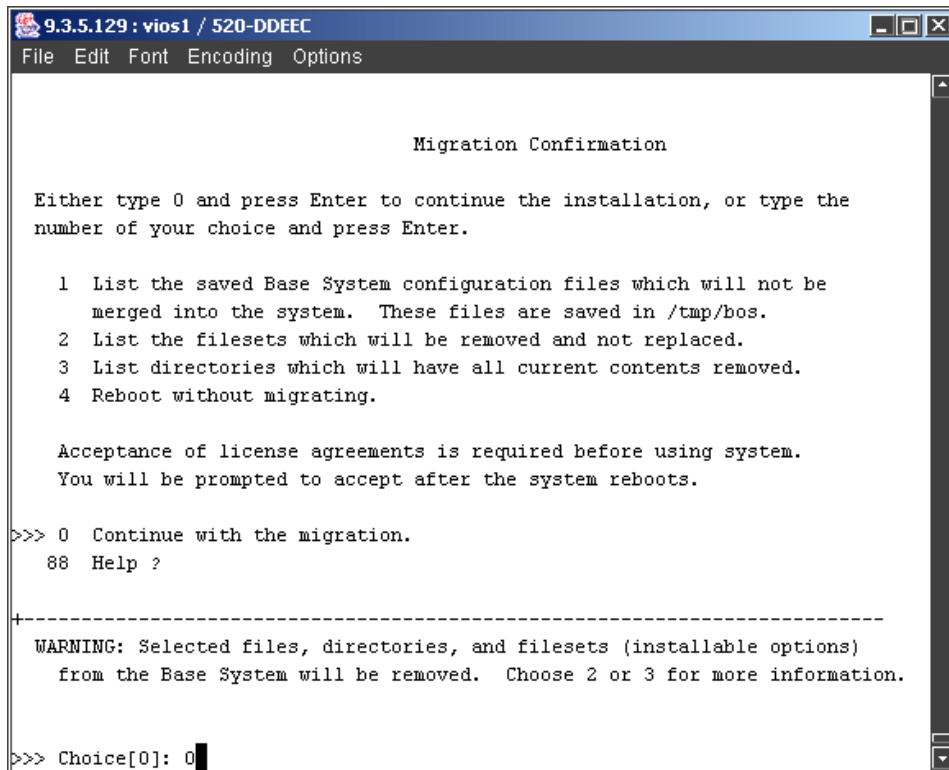 9.3.5.129 : vios1 / 520-DDEEC
File Edit Font Encoding Options
Migration Confirmation
Either type 0 and press Enter to continue the installation, or type the
number of your choice and press Enter.
1 List the saved Base System configuration files which will not be
merged into the system. These files are saved in /tmp/bos.
2 List the filesets which will be removed and not replaced.
3 List directories which will have all current contents removed.
4 Reboot without migrating.
Acceptance of license agreements is required before using system.
You will be prompted to accept after the system reboots.
>>> 0 Continue with the migration.
88 Help ?
+-----------------------------------------------------------------------
WARNING: Selected files, directories, and filesets (installable options)
from the Base System will be removed. Choose 2 or 3 for more information.
>>> Choice[0]: 0